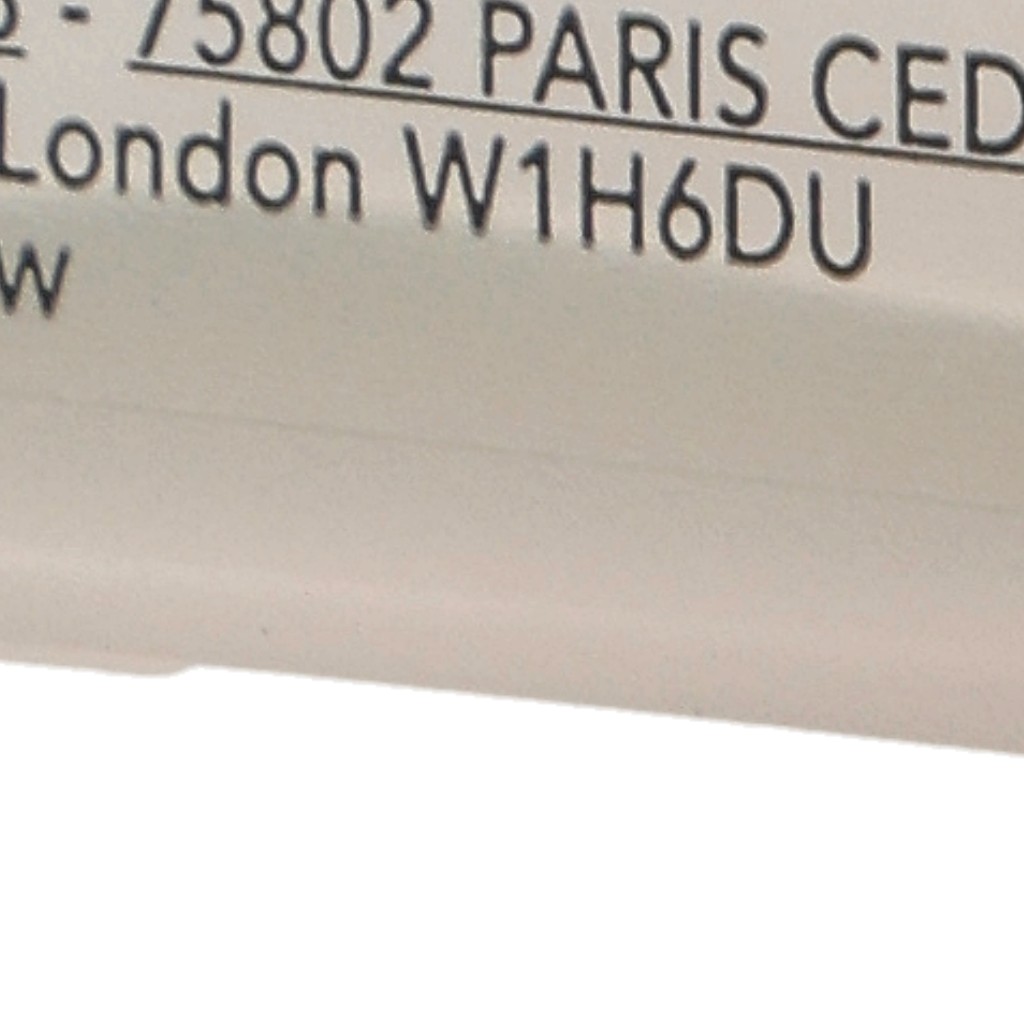 - 75802 PARIS CED
London W1H6DU
W